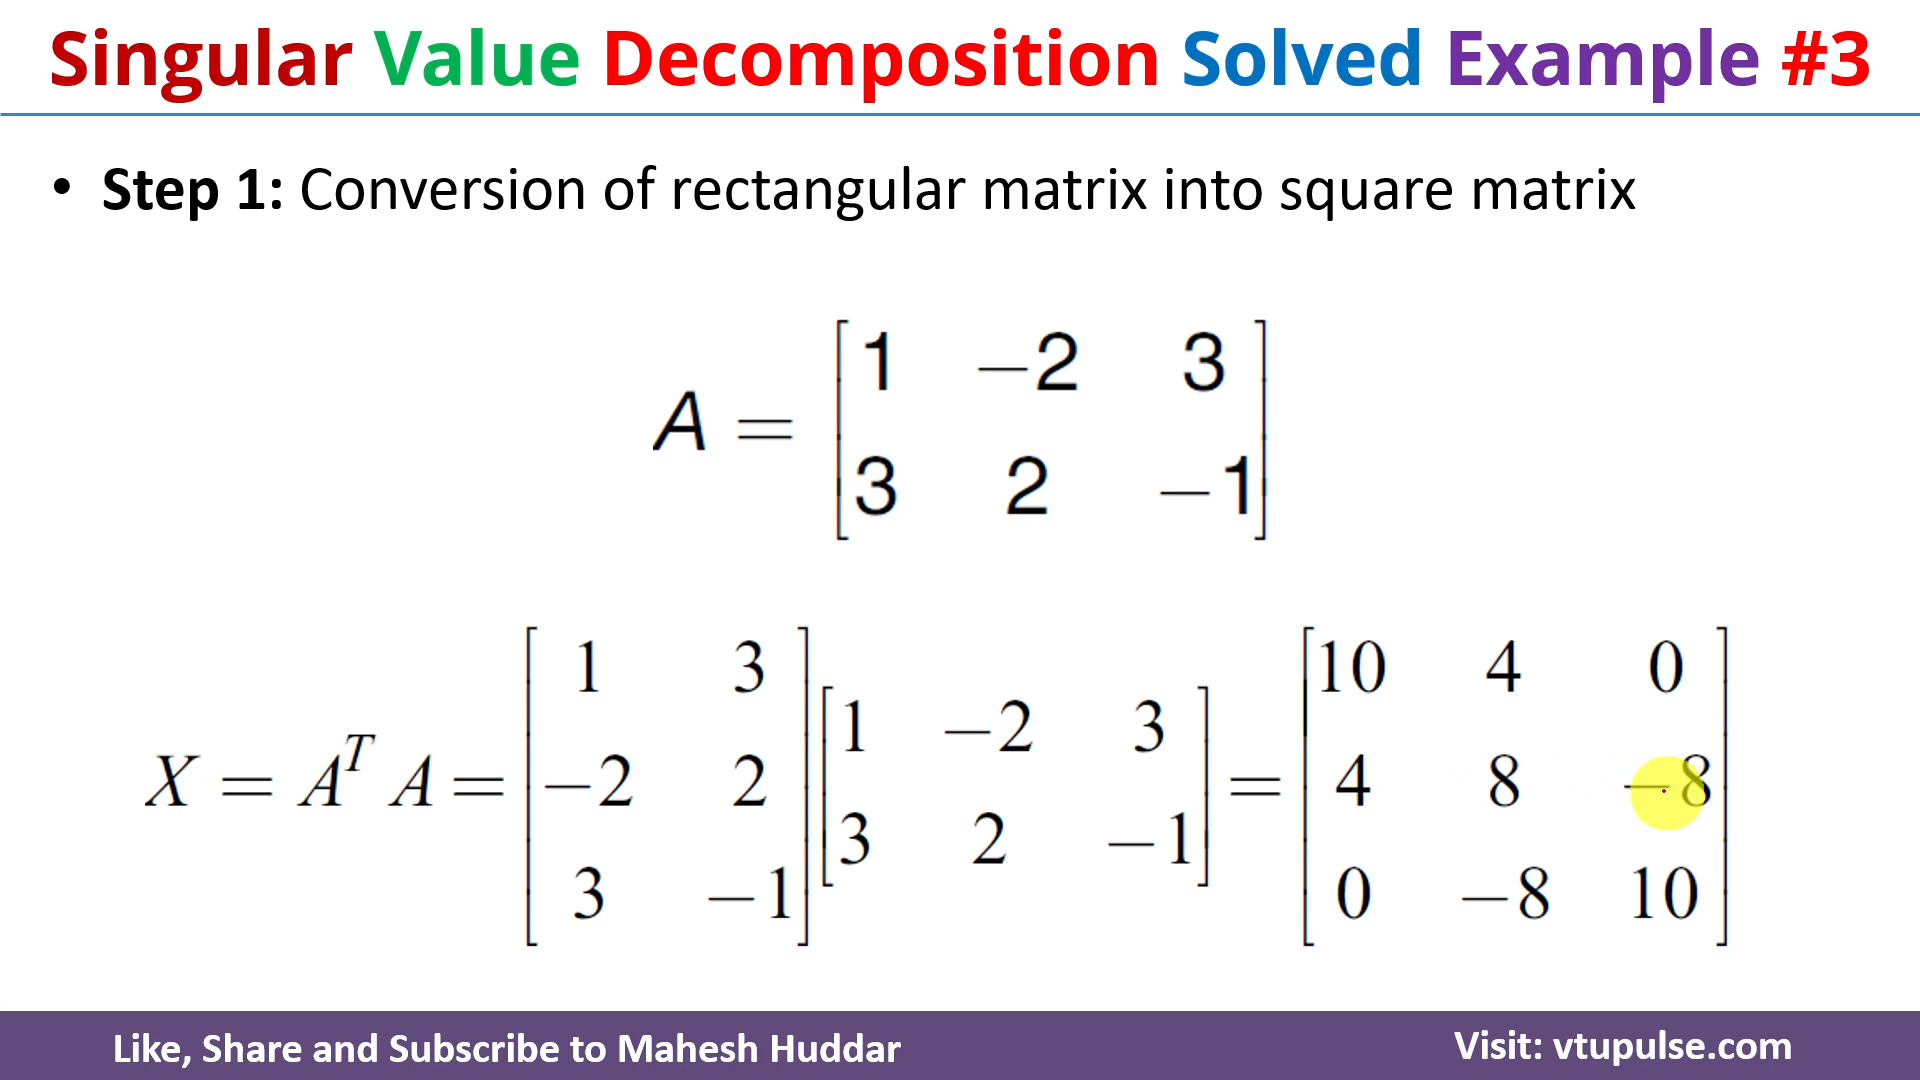 Singular Value Decomposition Solved Example #3
• Step 1: Conversion of rectangular matrix into square matrix
A = [1 −2 3
3 2 −1]
X = Aᵀ A = [1 3
−2 2
3 −1] [1 −2 3
3 2 −1] = [10 4 0
4 8 −8
0 −8 10]
Like, Share and Subscribe to Mahesh Huddar
Visit: vtupulse.com